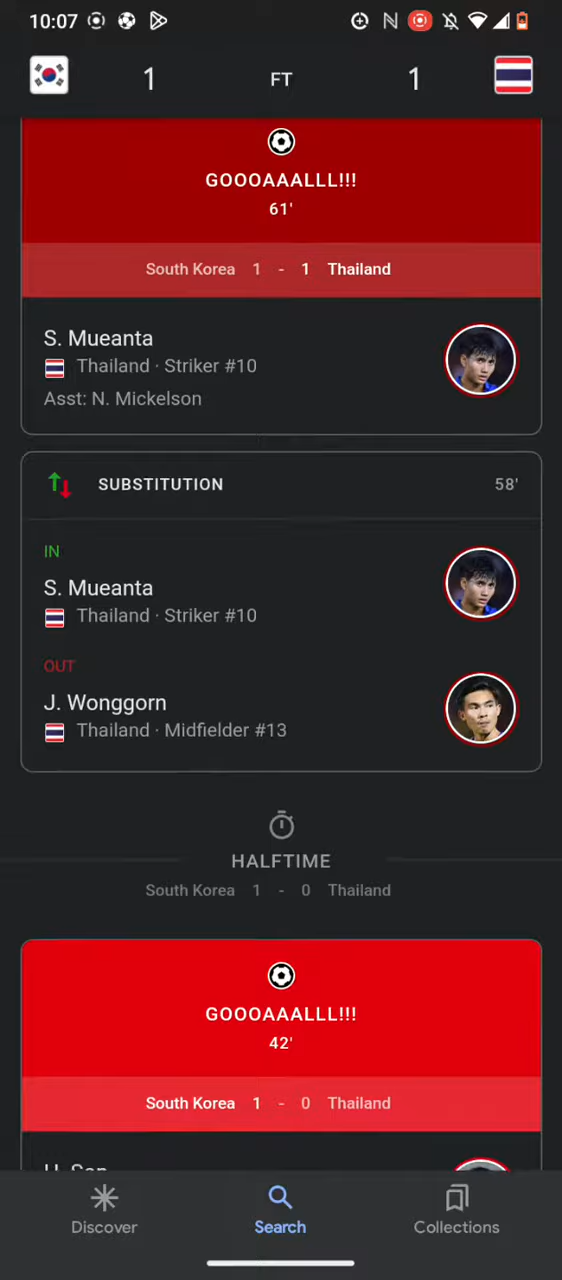 10:07
1 FT 1
GOOOAAALLL!!!
61'
South Korea 1 - 1 Thailand
S. Mueanta
Thailand · Striker #10
Asst: N. Mickelson
SUBSTITUTION 58'
IN
S. Mueanta
Thailand · Striker #10
OUT
J. Wonggorn
Thailand · Midfielder #13
HALFTIME
South Korea 1 - 0 Thailand
GOOOAAALLL!!!
42'
South Korea 1 - 0 Thailand
Discover Search Collections